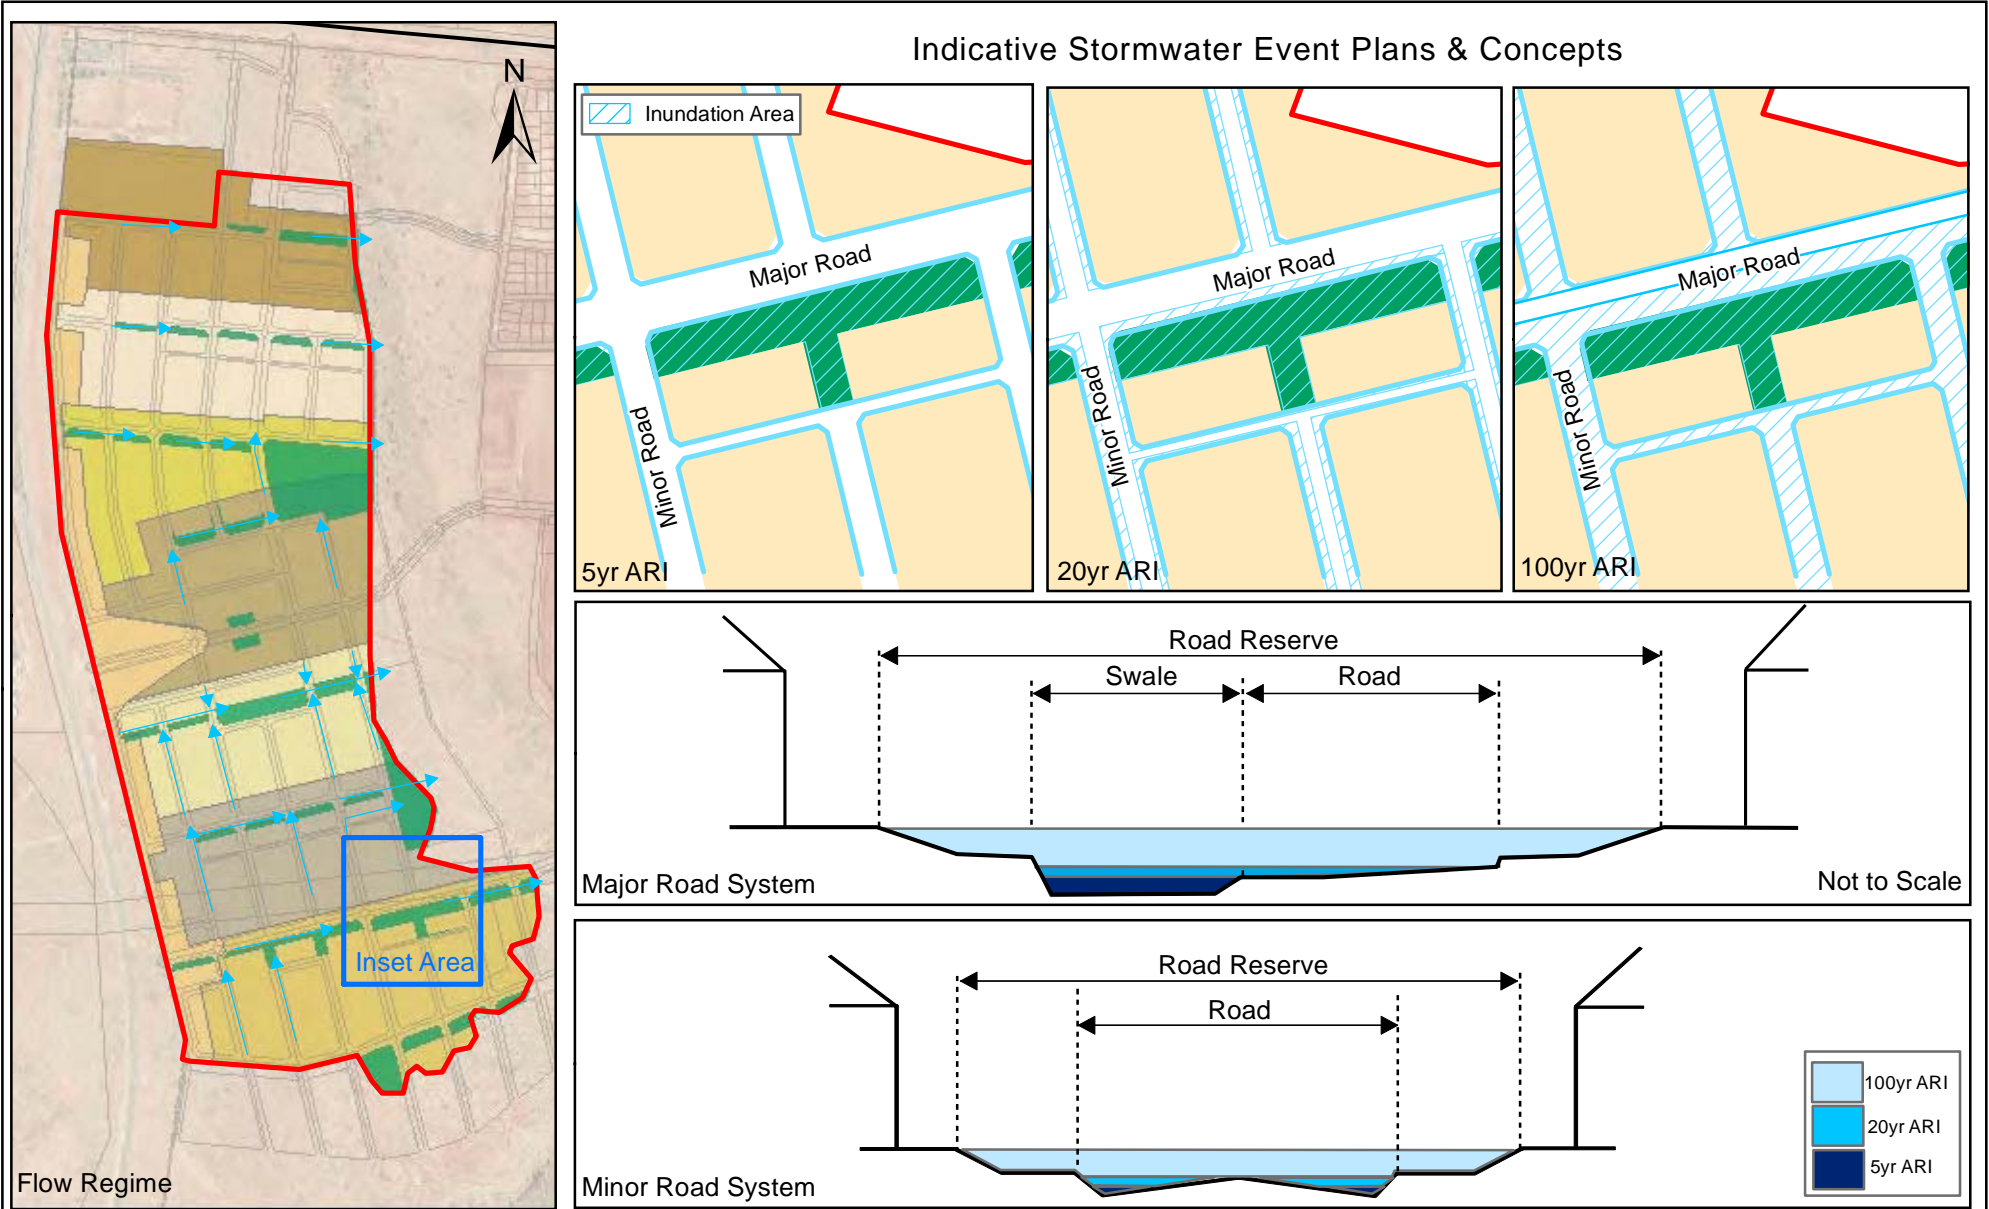 Indicative Stormwater Event Plans & Concepts
N
Inset Area
Flow Regime
Inundation Area
Major Road
Minor Road
5yr ARI
Major Road
Minor Road
20yr ARI
Major Road
Minor Road
100yr ARI
Road Reserve
Swale
Road
Major Road System
Not to Scale
Road Reserve
Road
Minor Road System
100yr ARI
20yr ARI
5yr ARI